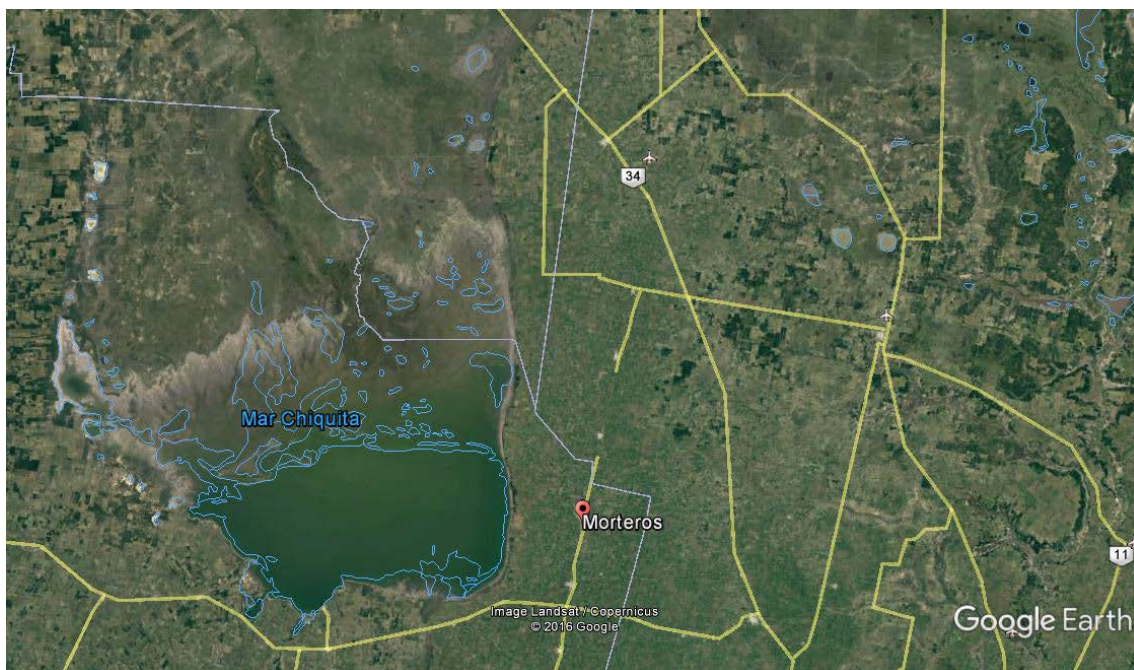 34
Mar Chiquita
Morteros
11
Image Landsat / Copernicus
© 2016 Google
Google Earth